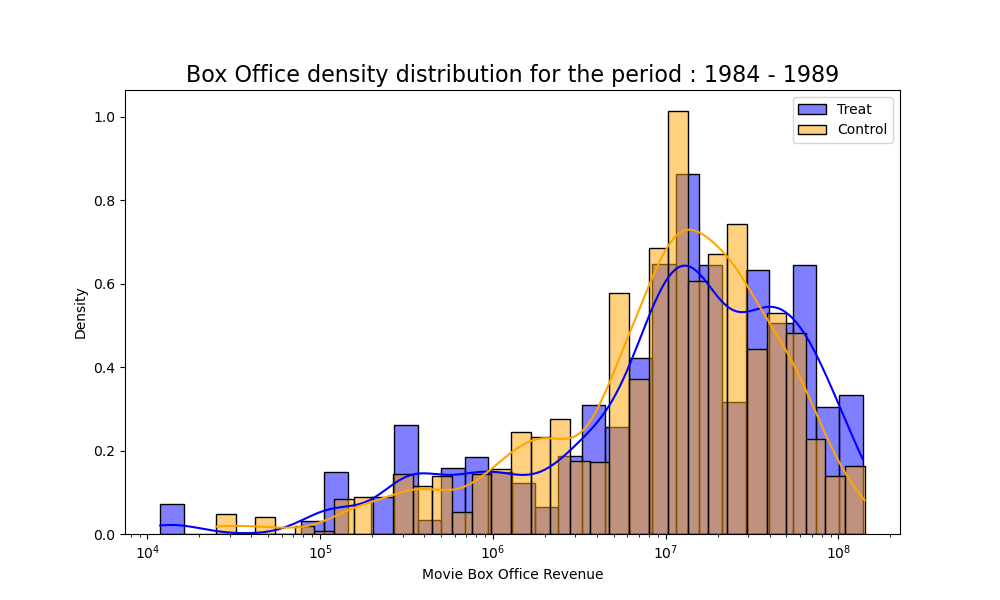 Box Office density distribution for the period : 1984 - 1989
Treat
Control
1.0
0.8
0.6
0.4
0.2
0.0
Density
10⁴ 10⁵ 10⁶ 10⁷ 10⁸
Movie Box Office Revenue